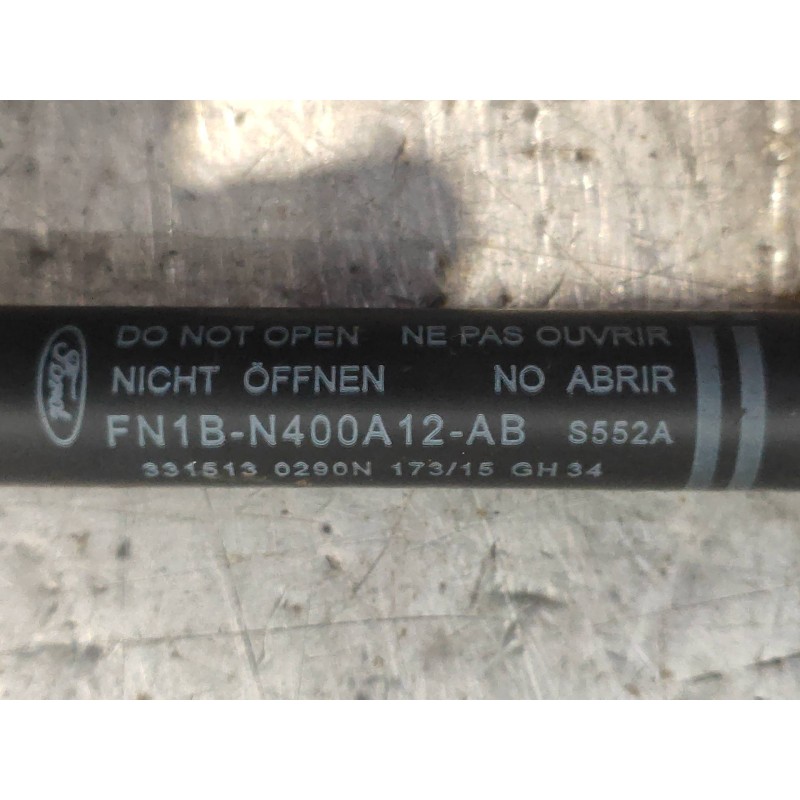 Ford
DO NOT OPEN NE PAS OUVRIR
NICHT ÖFFNEN NO ABRIR
FN1B-N400A12-AB S552A
331513 0290N 173/15 GH 34